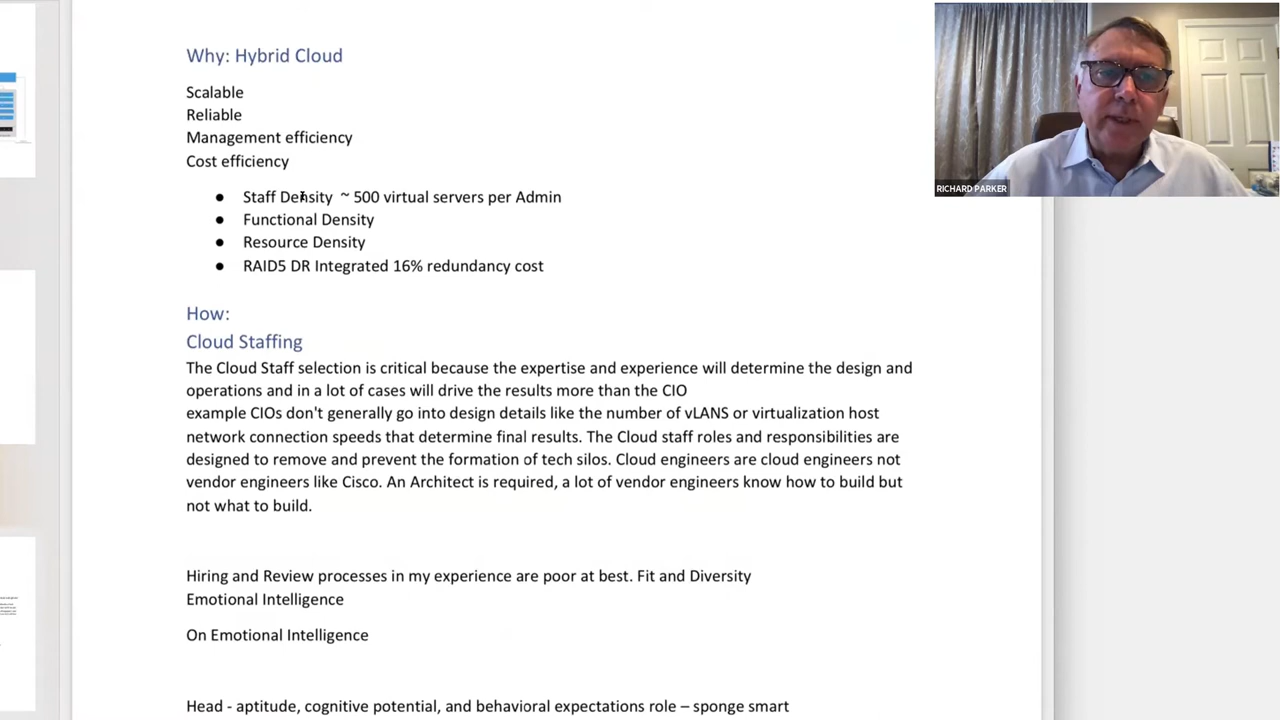 Why: Hybrid Cloud
Scalable
Reliable
Management efficiency
Cost efficiency
● Staff Density ~ 500 virtual servers per Admin
● Functional Density
● Resource Density
● RAID5 DR Integrated 16% redundancy cost
How:
Cloud Staffing
The Cloud Staff selection is critical because the expertise and experience will determine the design and
operations and in a lot of cases will drive the results more than the CIO
example CIOs don't generally go into design details like the number of vLANS or virtualization host
network connection speeds that determine final results. The Cloud staff roles and responsibilities are
designed to remove and prevent the formation of tech silos. Cloud engineers are cloud engineers not
vendor engineers like Cisco. An Architect is required, a lot of vendor engineers know how to build but
not what to build.
Hiring and Review processes in my experience are poor at best. Fit and Diversity
Emotional Intelligence
On Emotional Intelligence
Head - aptitude, cognitive potential, and behavioral expectations role – sponge smart
RICHARD PARKER